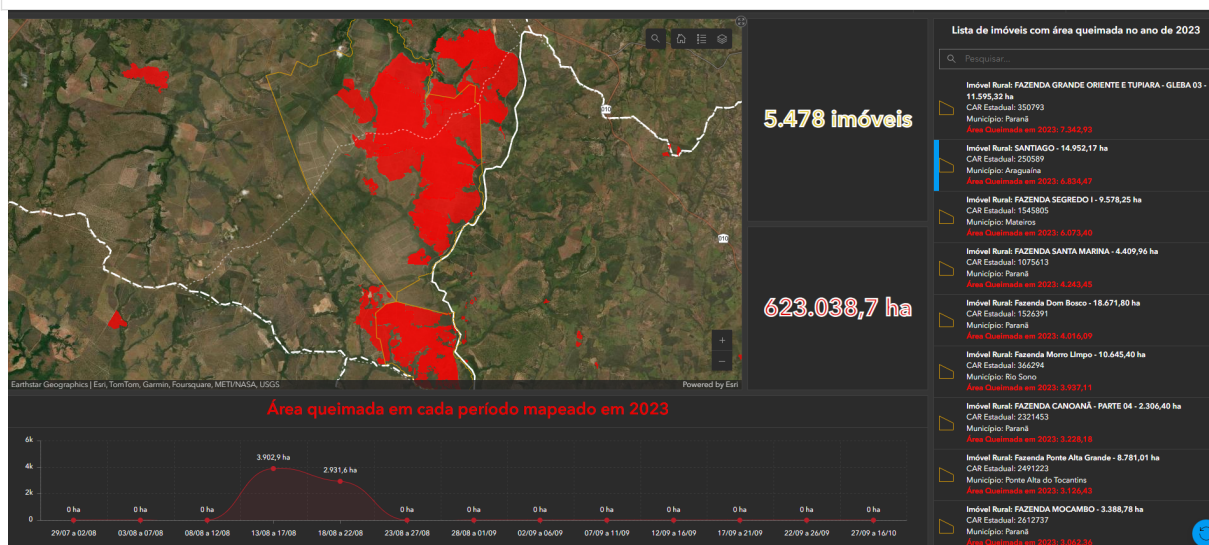 010
010
010
Earthstar Geographics | Esri, TomTom, Garmin, Foursquare, METI/NASA, USGS
Powered by Esri
5.478 imóveis
623.038,7 ha
Área queimada em cada período mapeado em 2023
6k
4k
2k
0
0 ha
0 ha
0 ha
3.902,9 ha
2.931,6 ha
0 ha
0 ha
0 ha
0 ha
0 ha
0 ha
0 ha
0 ha
29/07 a 02/08
03/08 a 07/08
08/08 a 12/08
13/08 a 17/08
18/08 a 22/08
23/08 a 27/08
28/08 a 01/09
02/09 a 06/09
07/09 a 11/09
12/09 a 16/09
17/09 a 21/09
22/09 a 26/09
27/09 a 16/10
Lista de imóveis com área queimada no ano de 2023
Pesquisar...
Imóvel Rural: FAZENDA GRANDE ORIENTE E TUPIARA - GLEBA 03 -
11.595,32 ha
CAR Estadual: 350793
Município: Paranã
Área Queimada em 2023: 7.342,93
Imóvel Rural: SANTIAGO - 14.952,17 ha
CAR Estadual: 250589
Município: Araguaína
Área Queimada em 2023: 6.834,47
Imóvel Rural: FAZENDA SEGREDO I - 9.578,25 ha
CAR Estadual: 1545805
Município: Mateiros
Área Queimada em 2023: 6.073,40
Imóvel Rural: FAZENDA SANTA MARINA - 4.409,96 ha
CAR Estadual: 1075613
Município: Paranã
Área Queimada em 2023: 4.243,45
Imóvel Rural: Fazenda Dom Bosco - 18.671,80 ha
CAR Estadual: 1526391
Município: Paranã
Área Queimada em 2023: 4.016,09
Imóvel Rural: Fazenda Morro LImpo - 10.645,40 ha
CAR Estadual: 366294
Município: Rio Sono
Área Queimada em 2023: 3.937,11
Imóvel Rural: FAZENDA CANOANÃ - PARTE 04 - 2.306,40 ha
CAR Estadual: 2321453
Município: Paranã
Área Queimada em 2023: 3.228,18
Imóvel Rural: Fazenda Ponte Alta Grande - 8.781,01 ha
CAR Estadual: 2491223
Município: Ponte Alta do Tocantins
Área Queimada em 2023: 3.126,43
Imóvel Rural: FAZENDA MOCAMBO - 3.388,78 ha
CAR Estadual: 2612737
Município: Paranã
Área Queimada em 2023: 3.062,36